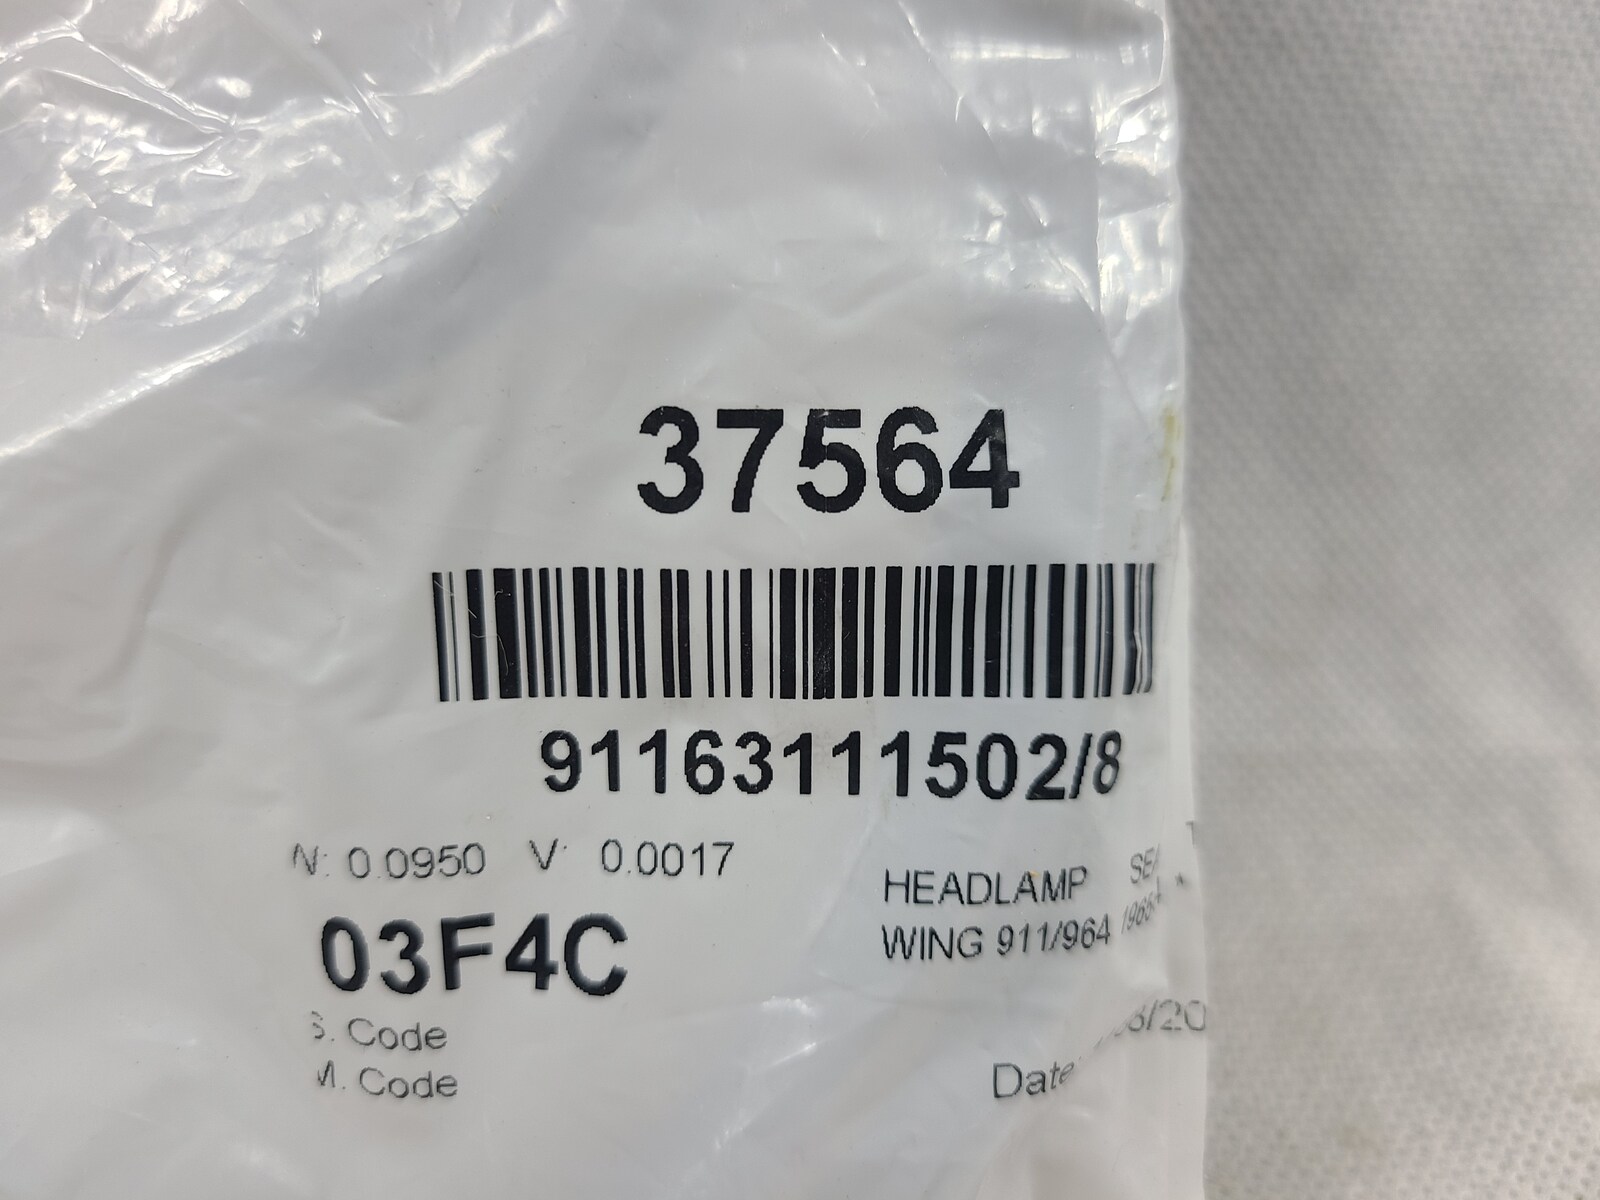 37564
91163111502/8
N: 0.0950 V: 0.0017
HEADLAMP
03F4C
WING 911/964
S. Code
M. Code
Date: